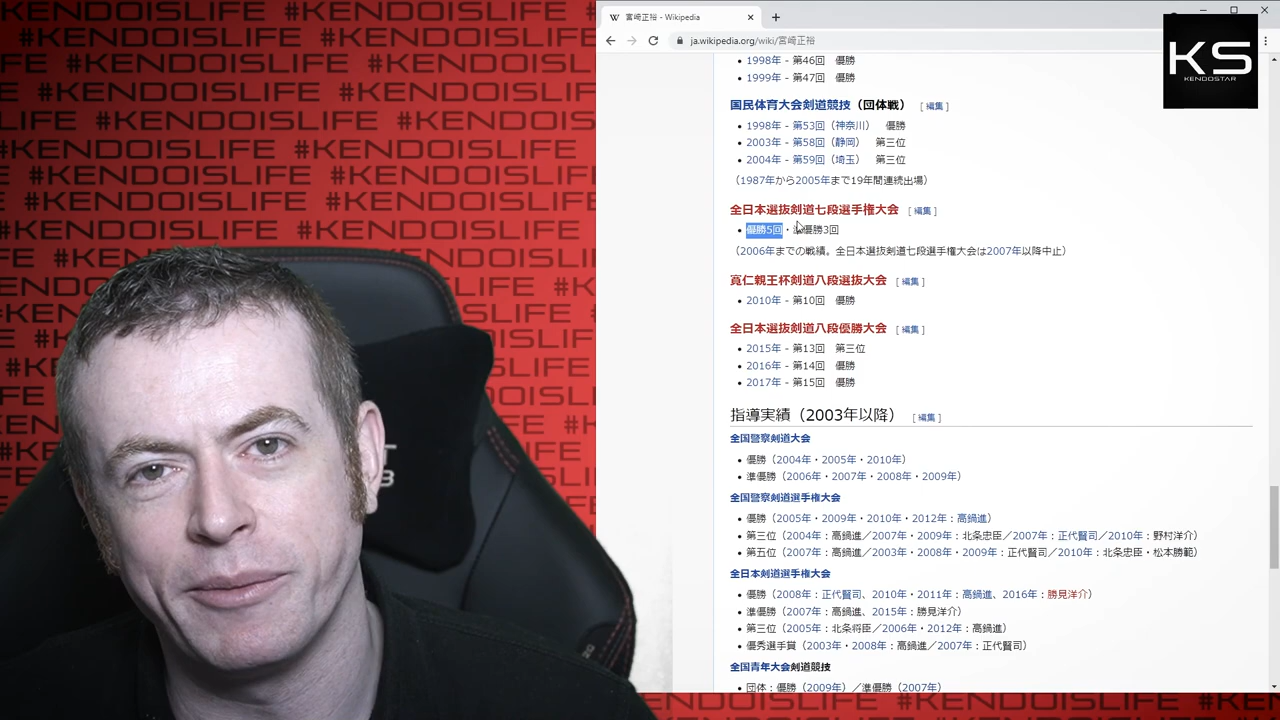 #KENDOISLIFE #KENDOISLIFE
宮﨑正裕 - Wikipedia
ja.wikipedia.org/wiki/宮﨑正裕
KS
KENDOSTAR
1998年 - 第46回 優勝
1999年 - 第47回 優勝
国民体育大会剣道競技（団体戦） [ 編集 ]
1998年 - 第53回（神奈川） 優勝
2003年 - 第58回（静岡） 第三位
2004年 - 第59回（埼玉） 第三位
（1987年から2005年まで19年間連続出場）
全日本選抜剣道七段選手権大会 [ 編集 ]
優勝5回・準優勝3回
（2006年までの戦績。全日本選抜剣道七段選手権大会は2007年以降中止）
寛仁親王杯剣道八段選抜大会 [ 編集 ]
2010年 - 第10回 優勝
全日本選抜剣道八段優勝大会 [ 編集 ]
2015年 - 第13回 第三位
2016年 - 第14回 優勝
2017年 - 第15回 優勝
指導実績（2003年以降） [ 編集 ]
全国警察剣道大会
優勝（2004年・2005年・2010年）
準優勝（2006年・2007年・2008年・2009年）
全国警察剣道選手権大会
優勝（2005年・2009年・2010年・2012年：高鍋進）
第三位（2004年：高鍋進／2007年・2009年：北条忠臣／2007年：正代賢司／2010年：野村洋介）
第五位（2007年：高鍋進／2003年・2008年・2009年：正代賢司／2010年：北条忠臣・松本勝範）
全日本剣道選手権大会
優勝（2008年：正代賢司、2010年・2011年：高鍋進、2016年：勝見洋介）
準優勝（2007年：高鍋進、2015年：勝見洋介）
第三位（2005年：北条将臣／2006年・2012年：高鍋進）
優秀選手賞（2003年・2008年：高鍋進／2007年：正代賢司）
全国青年大会剣道競技
団体：優勝（2009年）／準優勝（2007年）